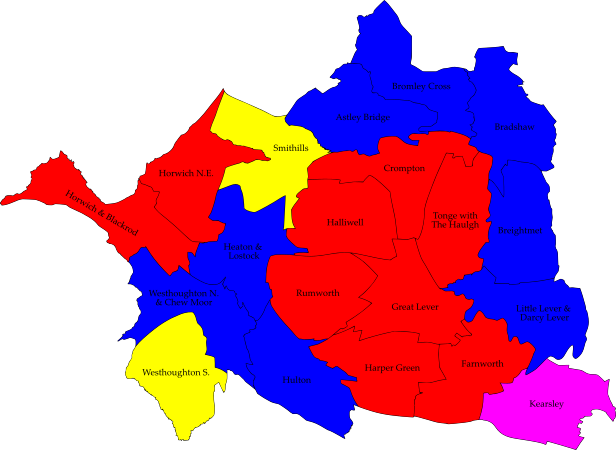 Bromley Cross
Astley Bridge
Bradshaw
Smithills
Crompton
Horwich N.E.
Horwich & Blackrod
Halliwell
Tonge with
The Haulgh
Breightmet
Heaton &
Lostock
Rumworth
Westhoughton N.
& Chew Moor
Great Lever
Little Lever &
Darcy Lever
Westhoughton S.
Hulton
Harper Green
Farnworth
Kearsley